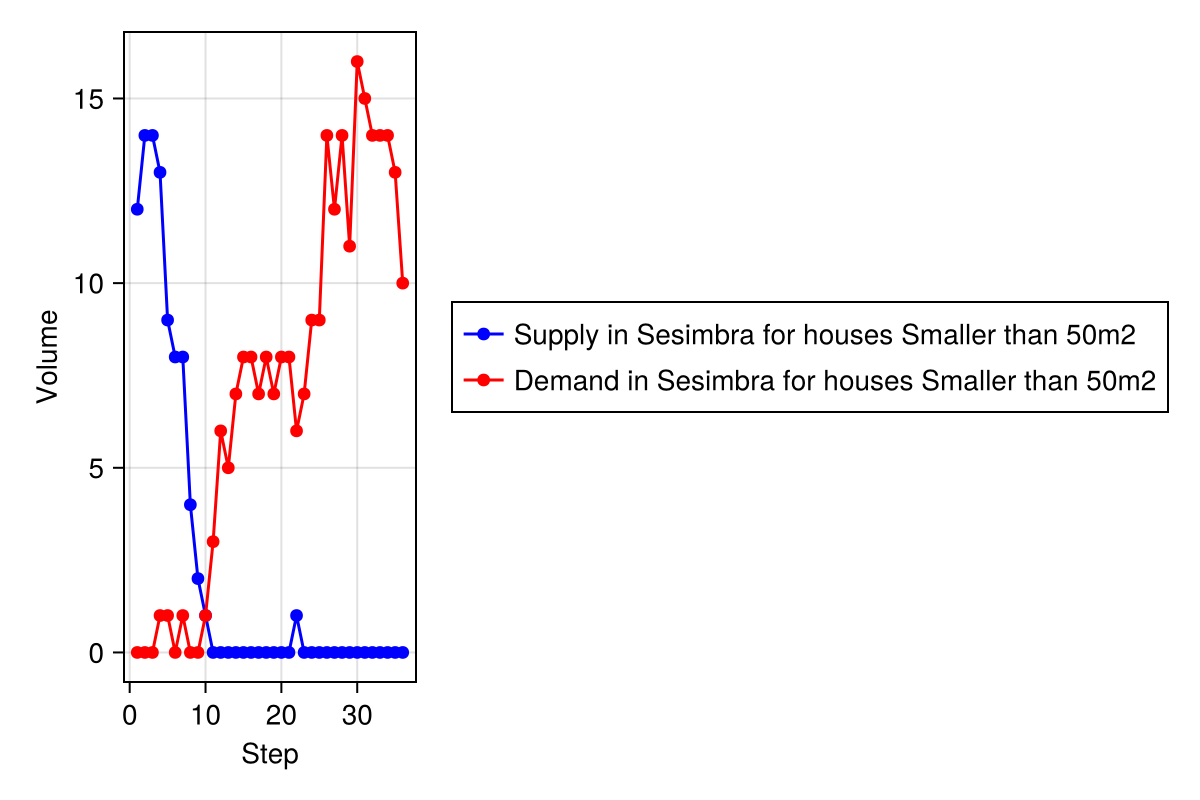 15
10
5
0
Volume
0 10 20 30
Step
Supply in Sesimbra for houses Smaller than 50m2
Demand in Sesimbra for houses Smaller than 50m2